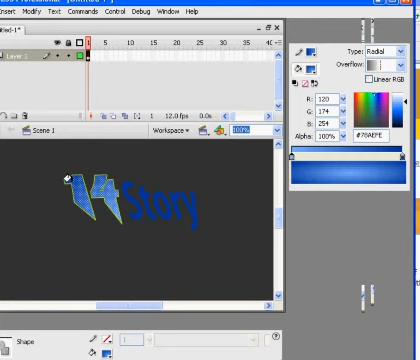 Insert Modify Text Commands Control Debug Window Help
Layer 1
1 5 10 15 20 25 30 35 40
1 12.0 fps 0.0s
Scene 1 Workspace 100%
Type: Radial
Overflow:
Linear RGB
R: 120
G: 174
B: 254
Alpha: 100% #78AEFE
Story
Shape